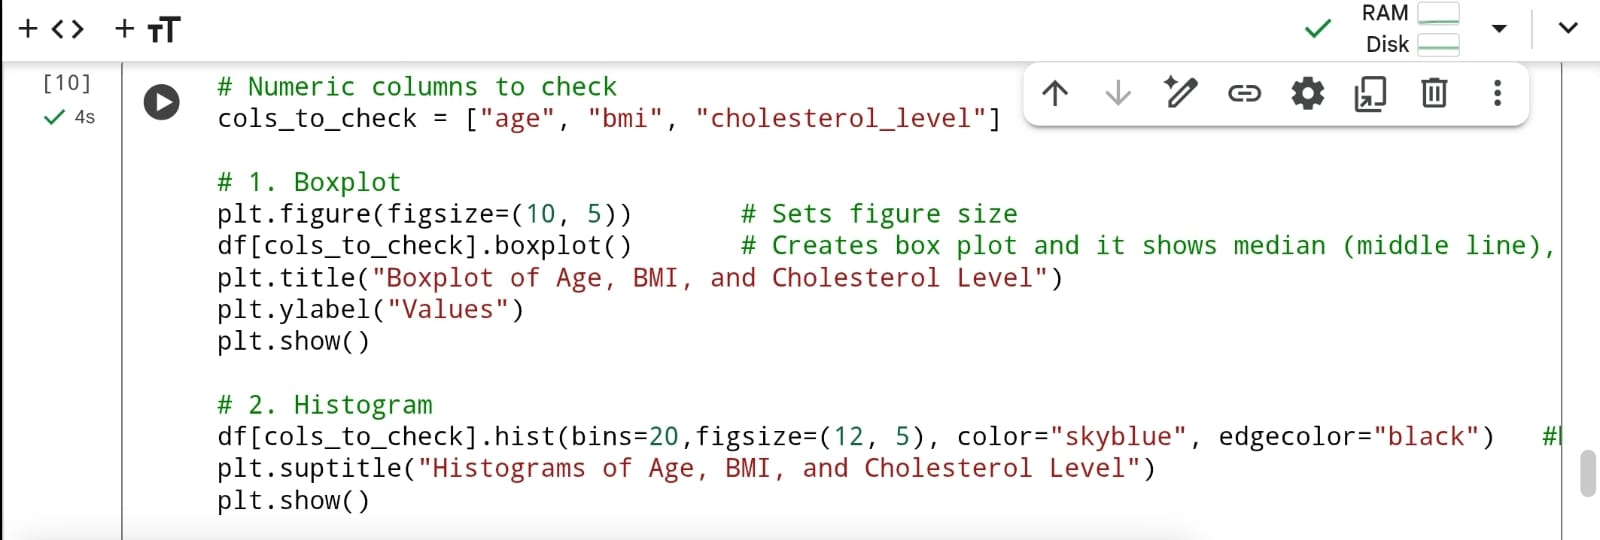 + <> + TT
RAM
Disk
[10]
4s
# Numeric columns to check
cols_to_check = ["age", "bmi", "cholesterol_level"]
# 1. Boxplot
plt.figure(figsize=(10, 5)) # Sets figure size
df[cols_to_check].boxplot() # Creates box plot and it shows median (middle line),
plt.title("Boxplot of Age, BMI, and Cholesterol Level")
plt.ylabel("Values")
plt.show()
# 2. Histogram
df[cols_to_check].hist(bins=20,figsize=(12, 5), color="skyblue", edgecolor="black") #
plt.suptitle("Histograms of Age, BMI, and Cholesterol Level")
plt.show()